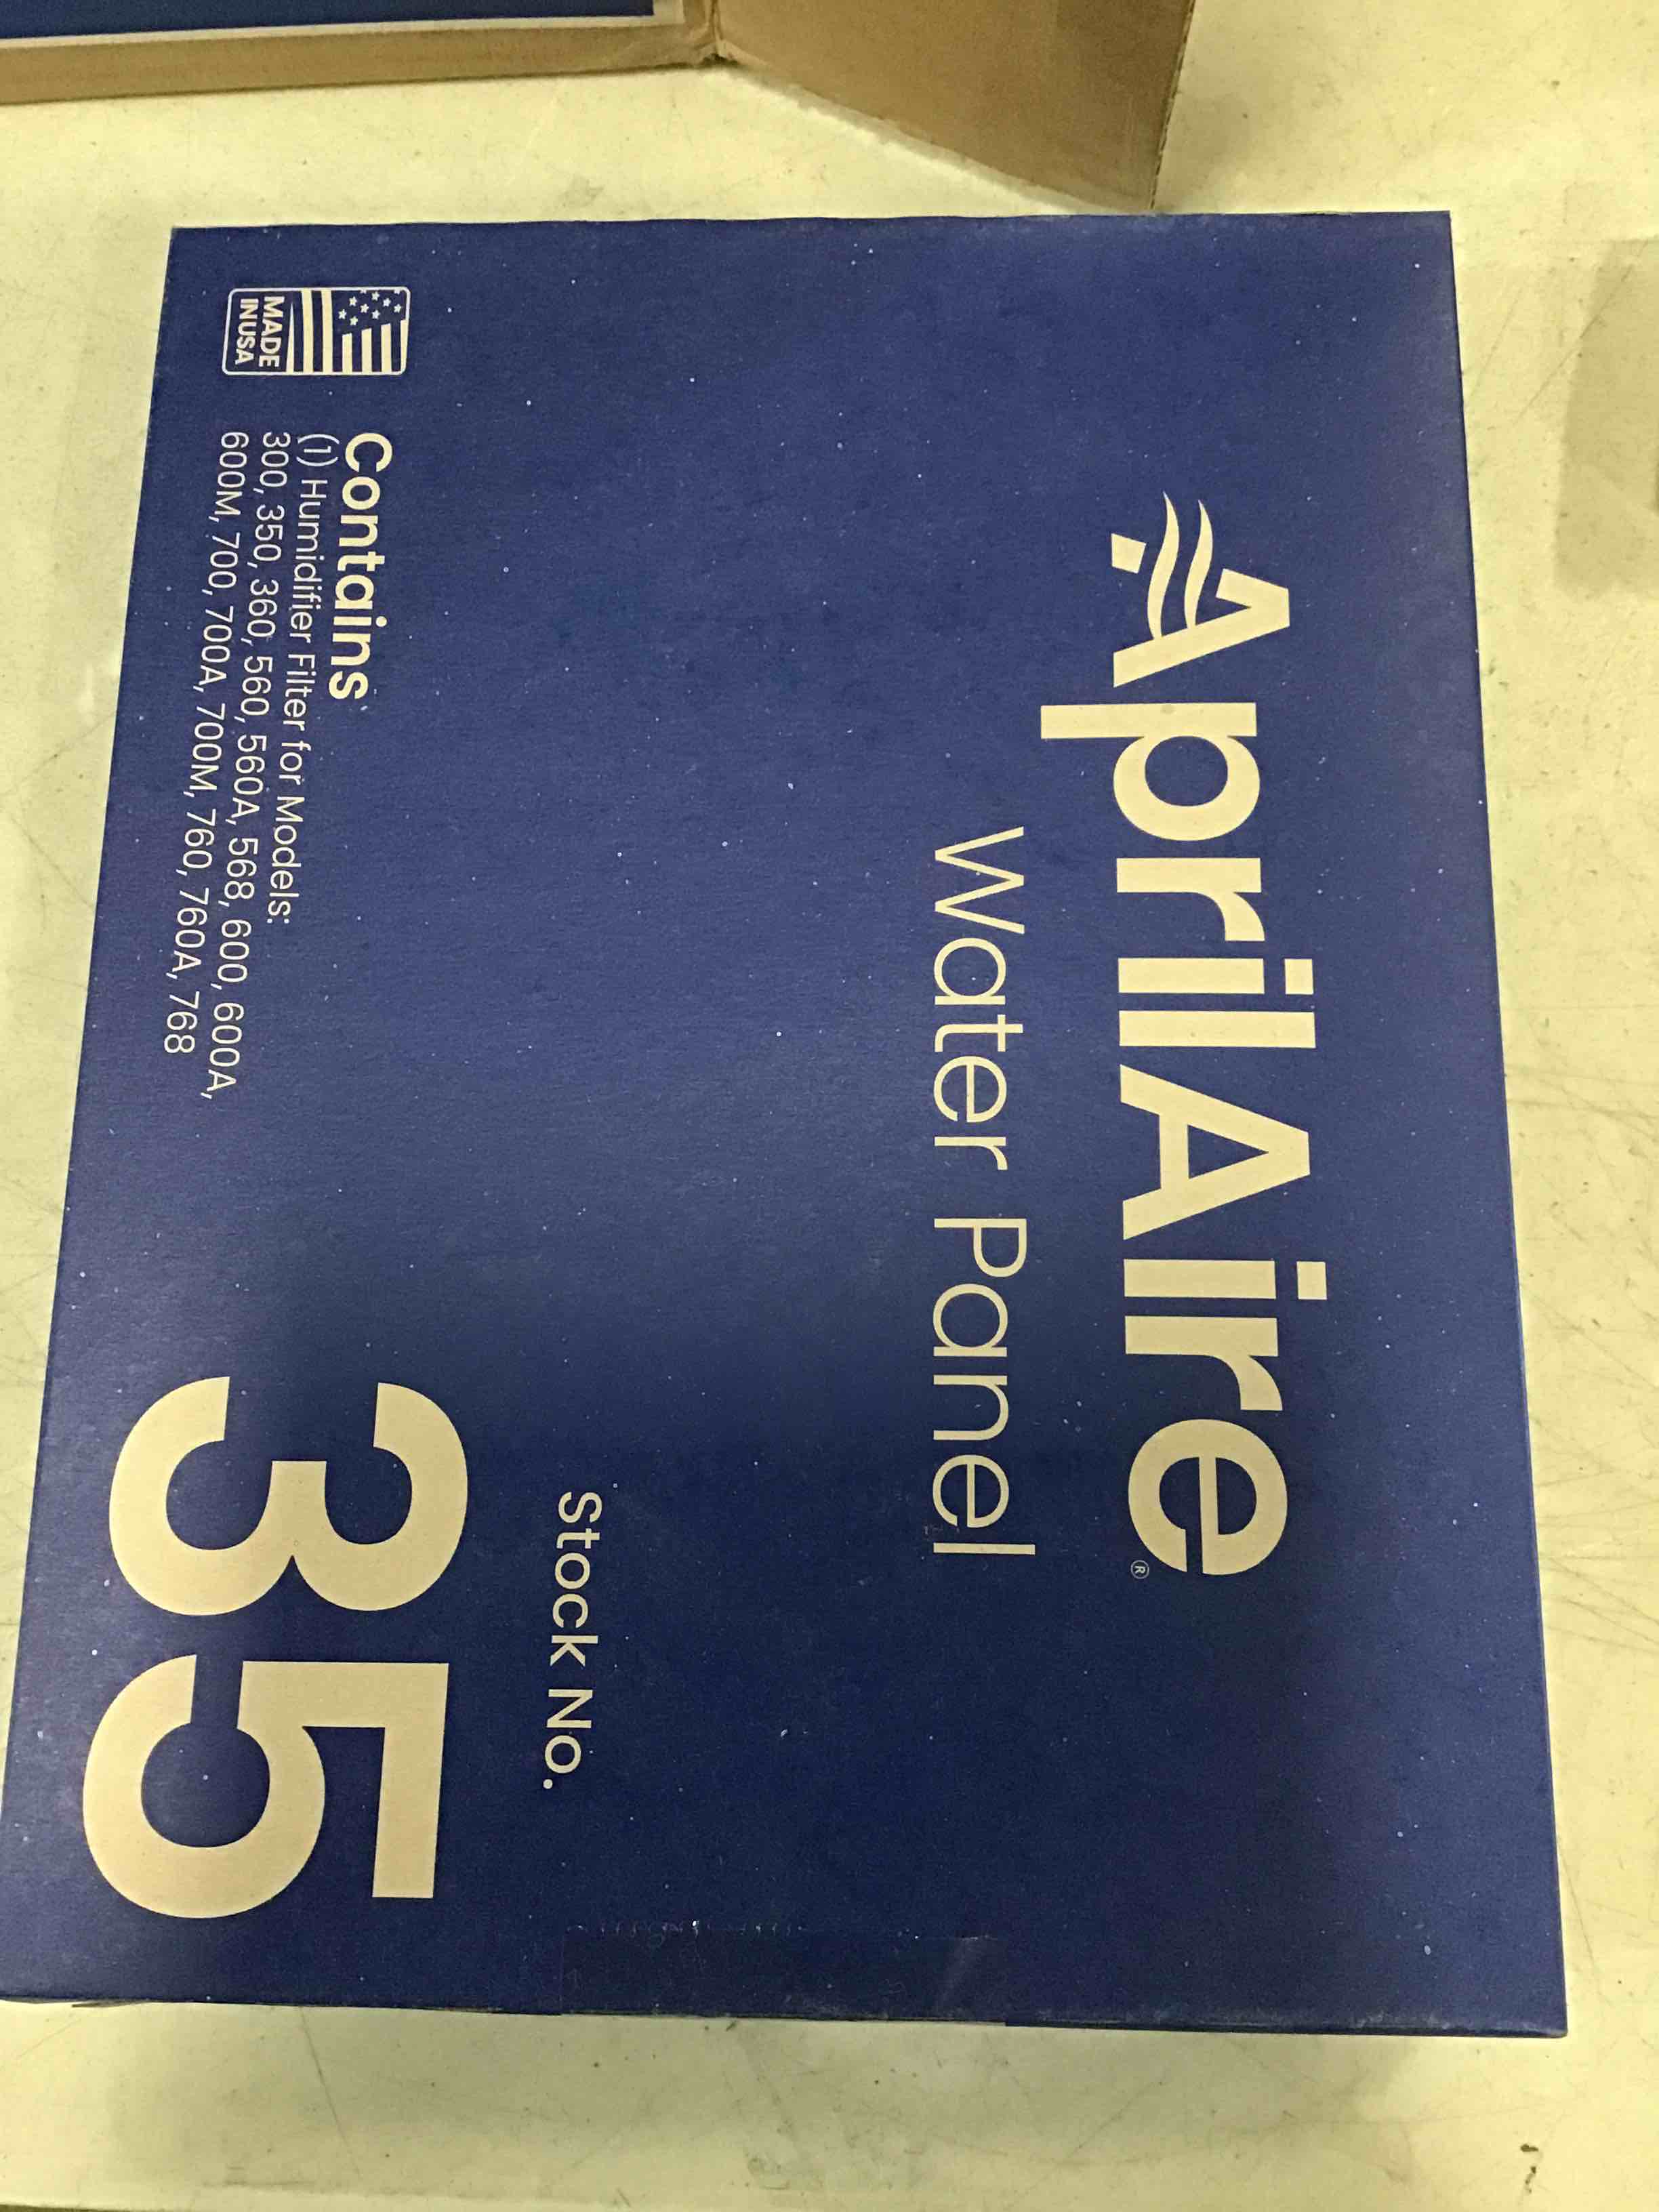 AprilAire®
Water Panel
Stock No.
35
MADE
IN USA
Contains
(1) Humidifier Filter for Models:
300, 350, 360, 560, 560A, 568, 600, 600A,
600M, 700, 700A, 700M, 760, 760A, 768